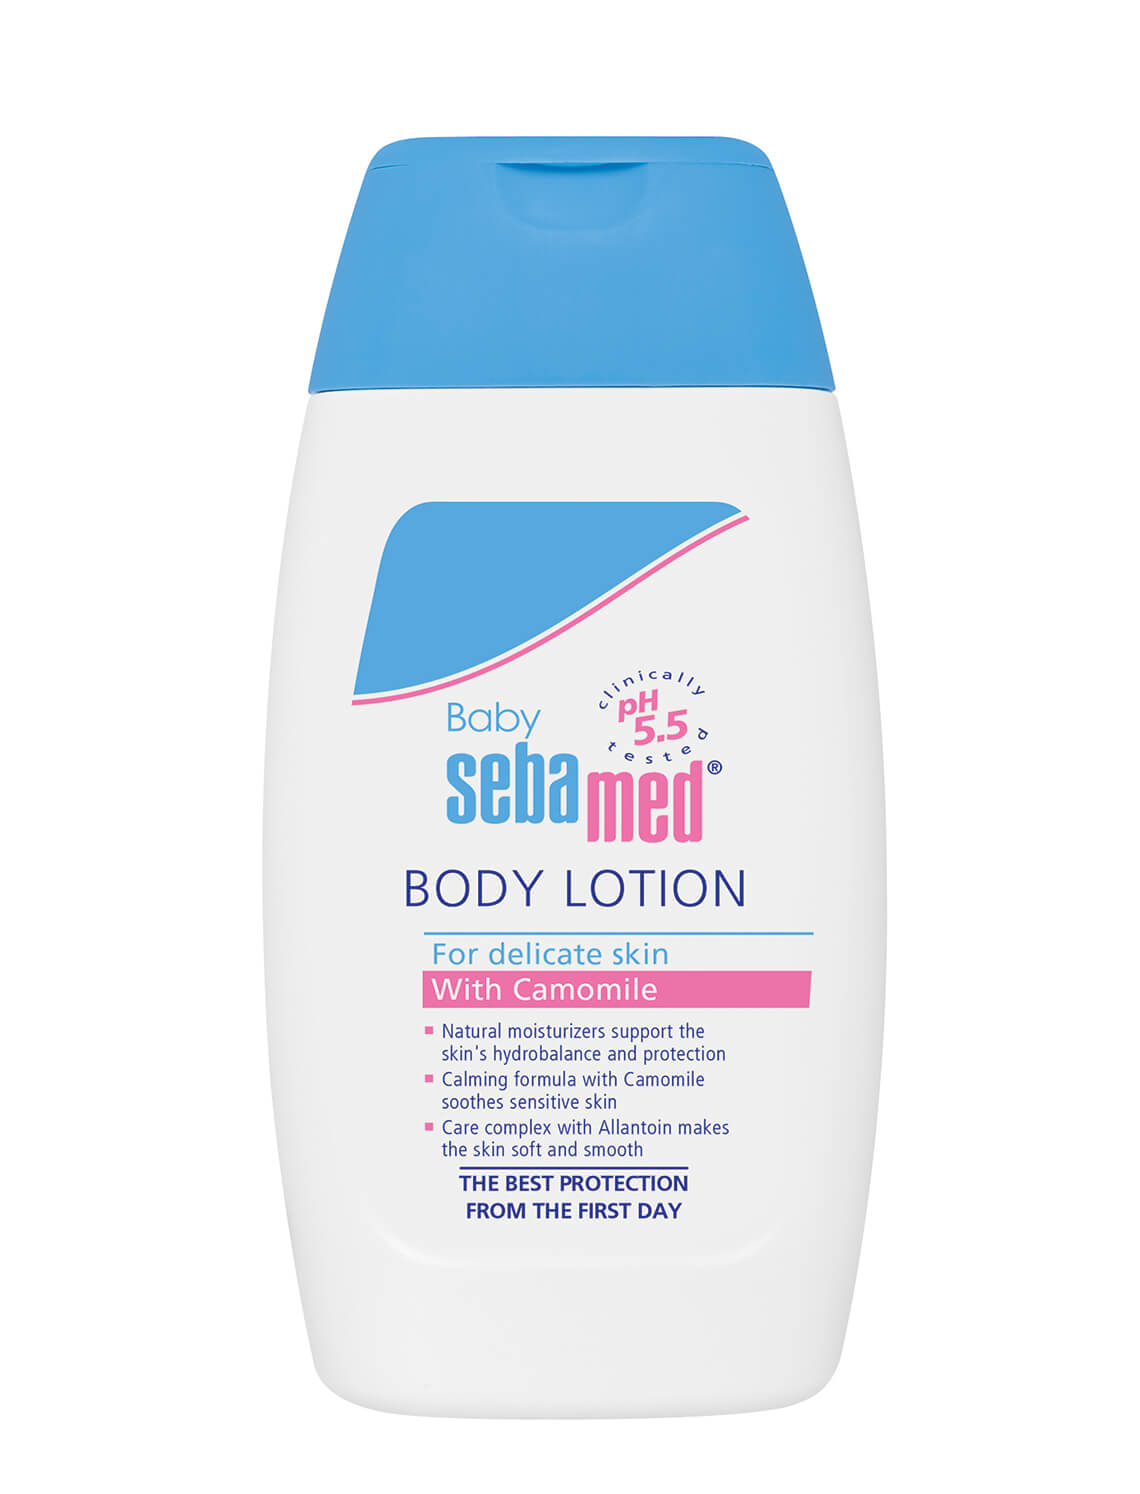 Baby
clinically
pH
5.5
tested
sebamed®
BODY LOTION
For delicate skin
With Camomile
Natural moisturizers support the
skin's hydrobalance and protection
Calming formula with Camomile
soothes sensitive skin
Care complex with Allantoin makes
the skin soft and smooth
THE BEST PROTECTION
FROM THE FIRST DAY